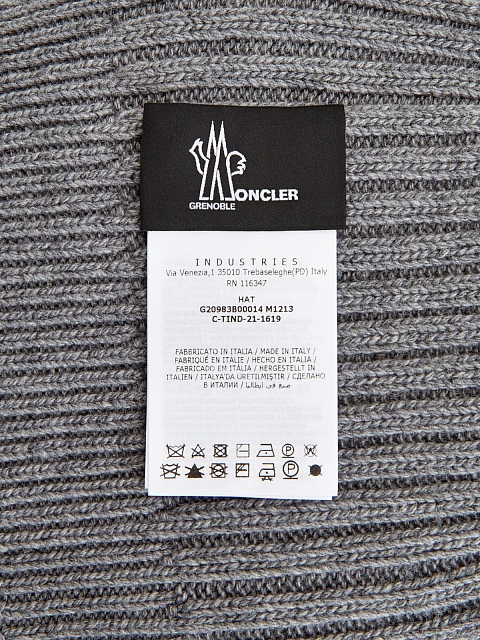 MONCLER
GRENOBLE
INDUSTRIES
Via Venezia,1 35010 Trebaseleghe(PD) Italy
RN 116347
HAT
G20983B00014 M1213
C-TIND-21-1619
FABBRICATO IN ITALIA / MADE IN ITALY /
FABRIQUÉ EN ITALIE / HECHO EN ITALIA /
FABRICADO EM ITÁLIA / HERGESTELLT IN
ITALIEN / ITALYA'DA ÜRETILMIŞTIR / СДЕЛАНО
В ИТАЛИИ / صنع في ايطاليا